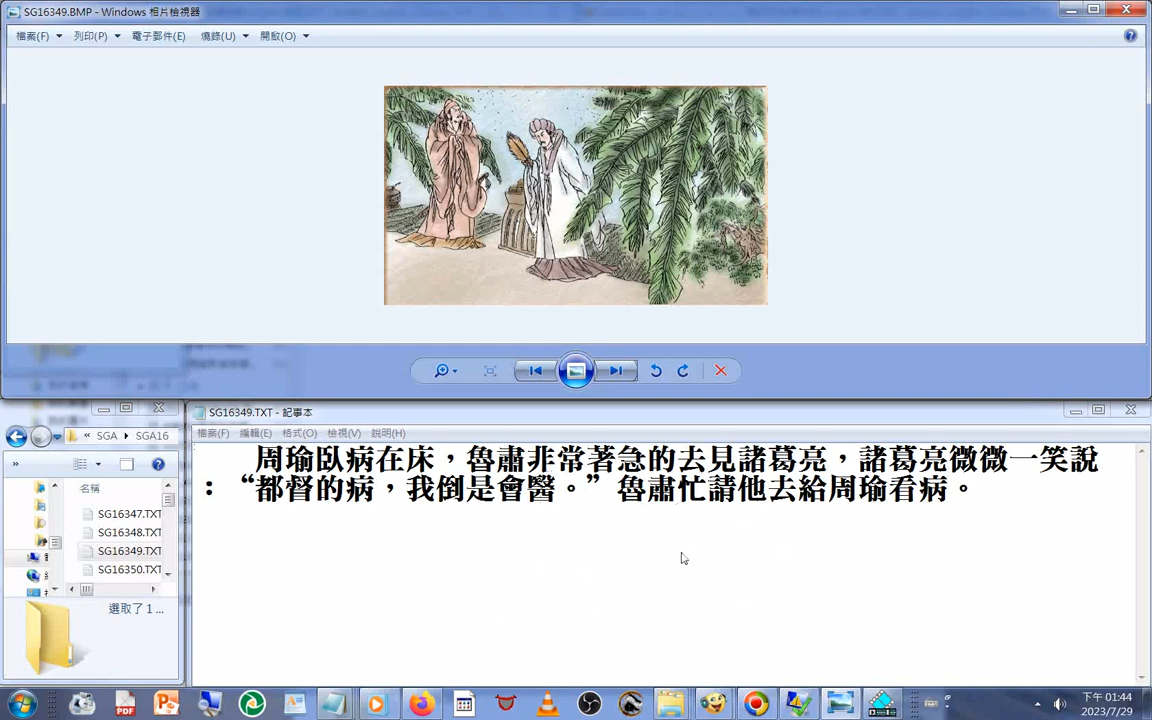 SG16349.BMP - Windows 相片檢視器
檔案(F) 列印(P) 電子郵件(E) 燒錄(U) 開啟(O)
SG16349.TXT - 記事本
檔案(F) 編輯(E) 格式(O) 檢視(V) 說明(H)
周瑜臥病在床，魯肅非常著急的去見諸葛亮，諸葛亮微微一笑說
：“都督的病，我倒是會醫。”魯肅忙請他去給周瑜看病。
« SGA SGA16
»
名稱
SG16347.TXT
SG16348.TXT
SG16349.TXT
SG16350.TXT
選取了 1 ...
PDF
下午 01:44
2023/7/29